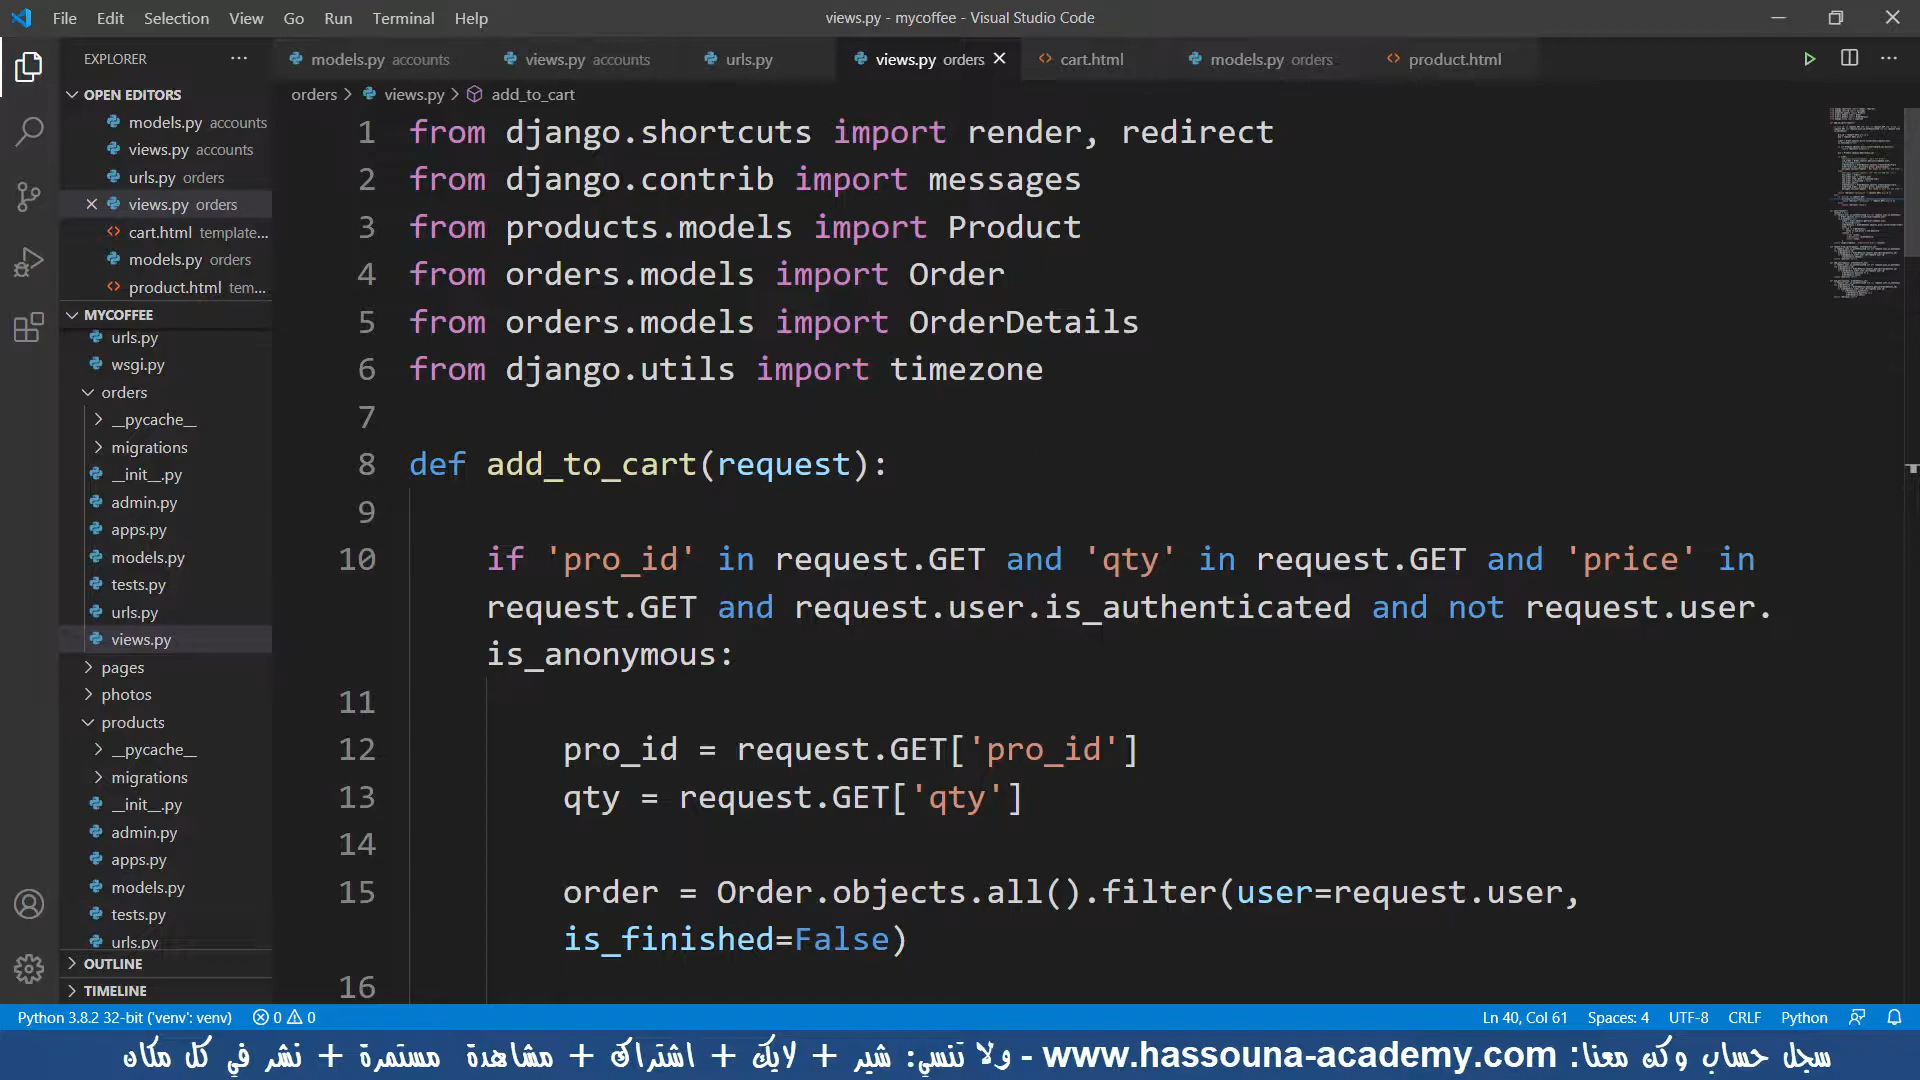 File Edit Selection View Go Run Terminal Help
views.py - mycoffee - Visual Studio Code
EXPLORER
models.py accounts
views.py accounts
urls.py
views.py orders
cart.html
models.py orders
product.html
OPEN EDITORS
models.py accounts
views.py accounts
urls.py orders
views.py orders
cart.html template...
models.py orders
product.html tem...
MYCOFFEE
urls.py
wsgi.py
orders
__pycache__
migrations
__init__.py
admin.py
apps.py
models.py
tests.py
urls.py
views.py
pages
photos
products
__pycache__
migrations
__init__.py
admin.py
apps.py
models.py
tests.py
urls.py
OUTLINE
TIMELINE
orders > views.py > add_to_cart
1 from django.shortcuts import render, redirect
2 from django.contrib import messages
3 from products.models import Product
4 from orders.models import Order
5 from orders.models import OrderDetails
6 from django.utils import timezone
7
8 def add_to_cart(request):
9
10 if 'pro_id' in request.GET and 'qty' in request.GET and 'price' in
request.GET and request.user.is_authenticated and not request.user.
is_anonymous:
11
12 pro_id = request.GET['pro_id']
13 qty = request.GET['qty']
14
15 order = Order.objects.all().filter(user=request.user,
is_finished=False)
16
Python 3.8.2 32-bit ('venv': venv) 0 0
Ln 40, Col 61 Spaces: 4 UTF-8 CRLF Python
سجل حساب وكن معنا: www.hassouna-academy.com - ولا تنسى: شير + لايك + اشتراك + مشاهدة مستمرة + نشر في كل مكان